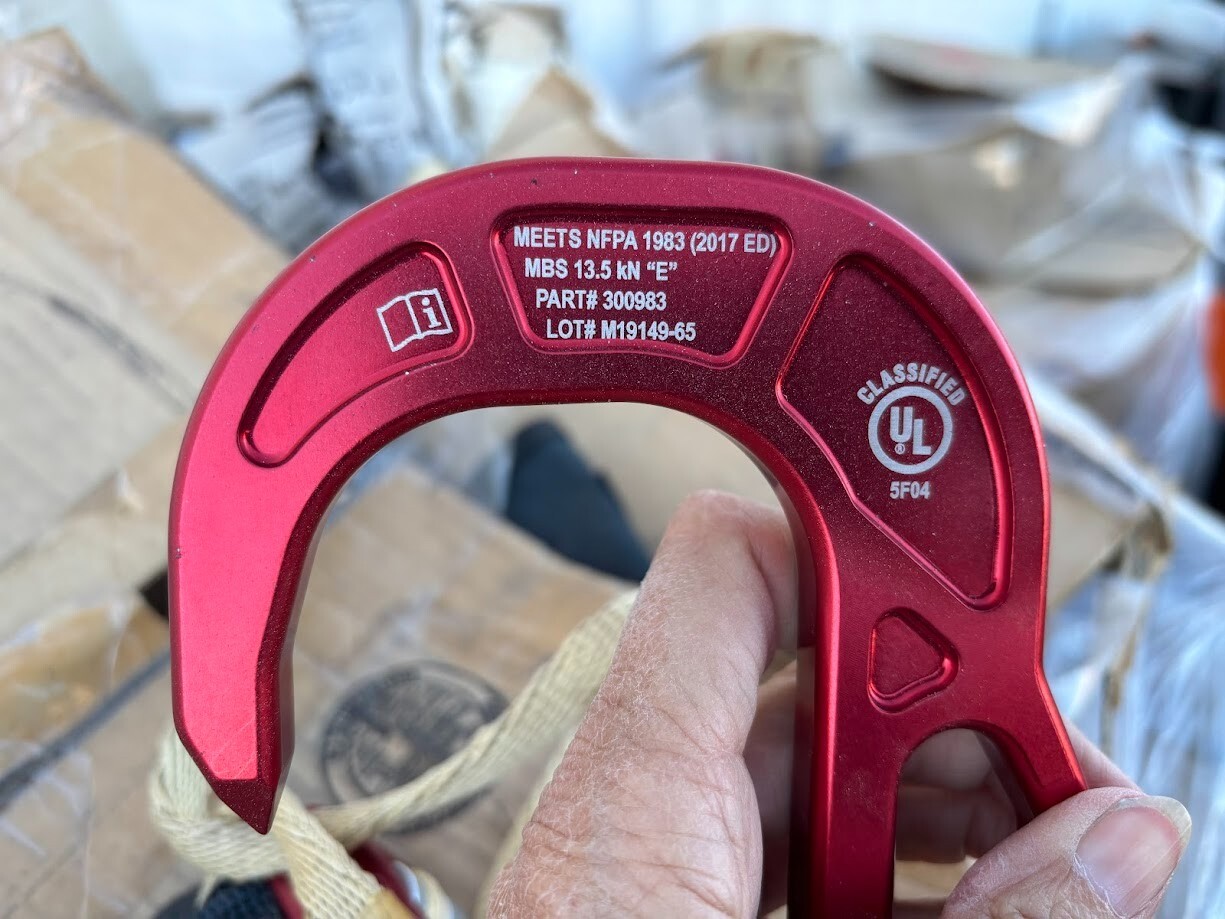 MEETS NFPA 1983 (2017 ED)
MBS 13.5 kN “E”
PART# 300983
LOT# M19149-65
i
CLASSIFIED
UL®
5F04